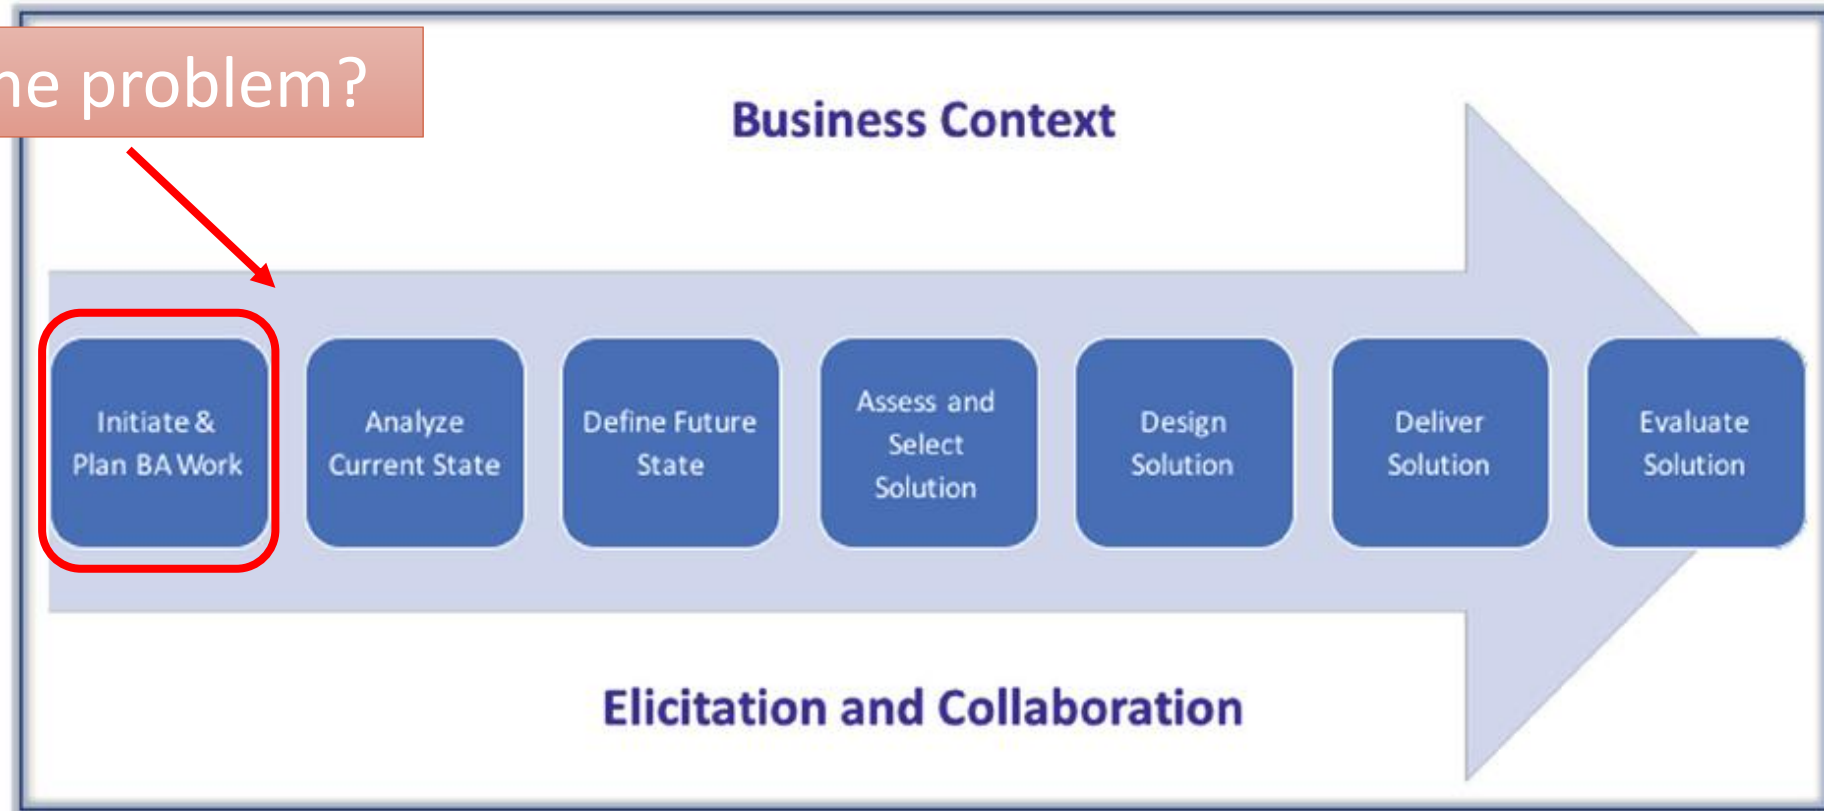 he problem?
Business Context
Initiate &
Plan BA Work
Analyze
Current State
Define Future
State
Assess and
Select
Solution
Design
Solution
Deliver
Solution
Evaluate
Solution
Elicitation and Collaboration